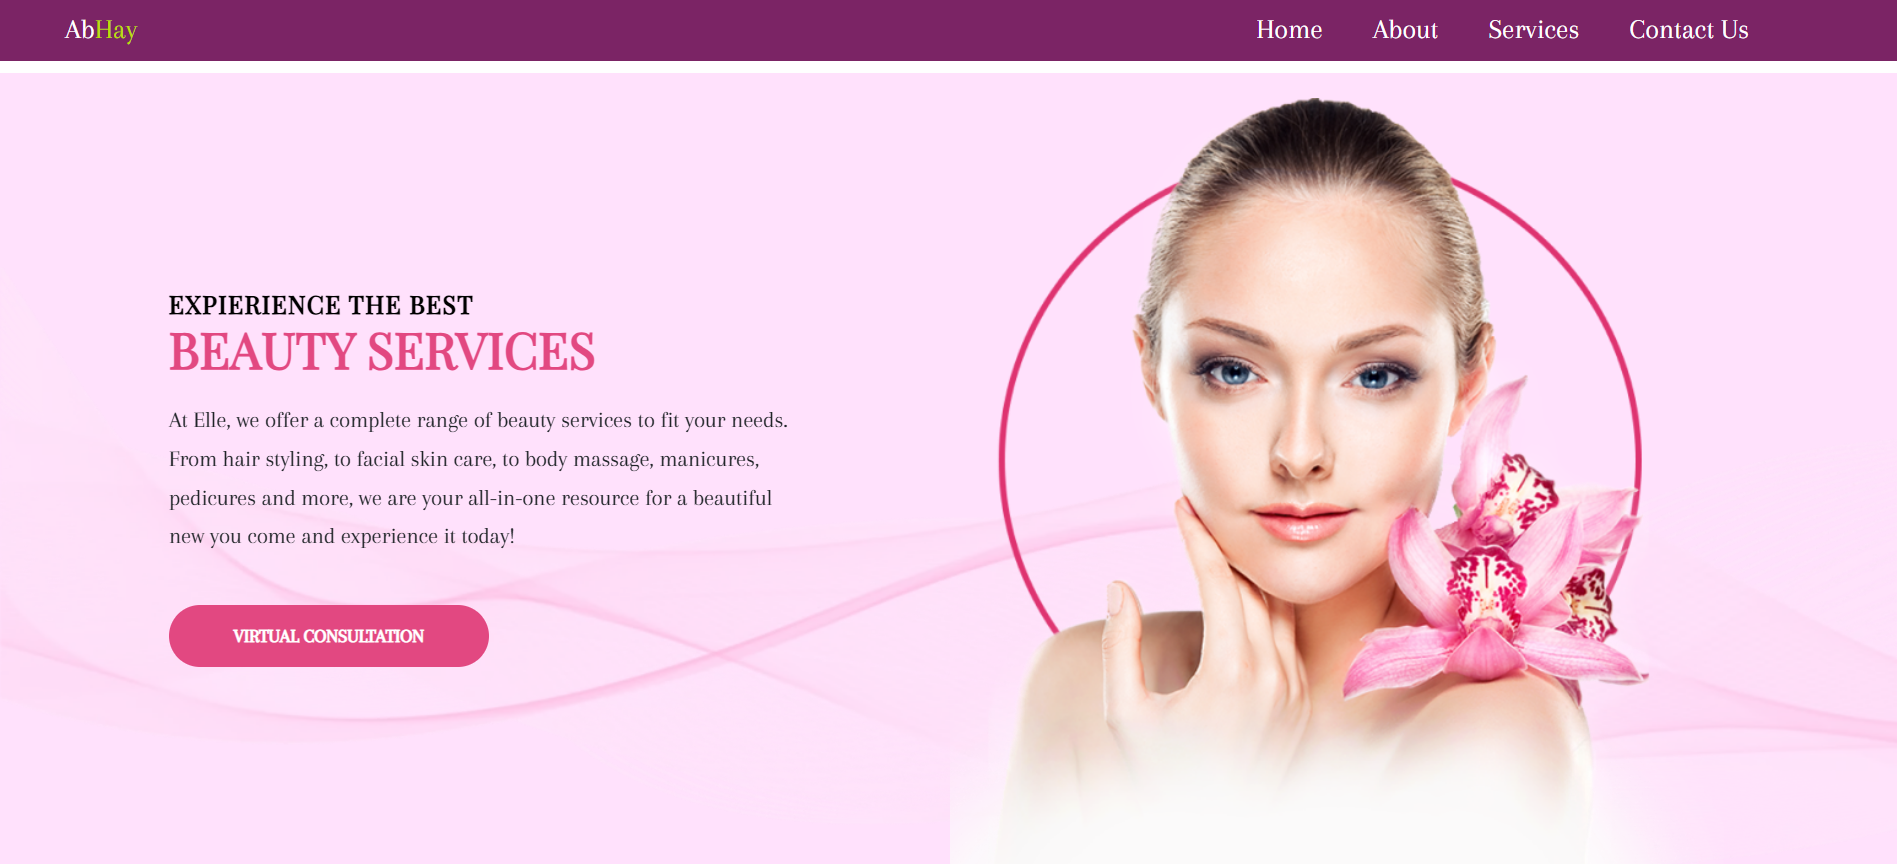 AbHay
Home About Services Contact Us
EXPIERIENCE THE BEST
BEAUTY SERVICES
At Elle, we offer a complete range of beauty services to fit your needs.
From hair styling, to facial skin care, to body massage, manicures,
pedicures and more, we are your all-in-one resource for a beautiful
new you come and experience it today!
VIRTUAL CONSULTATION